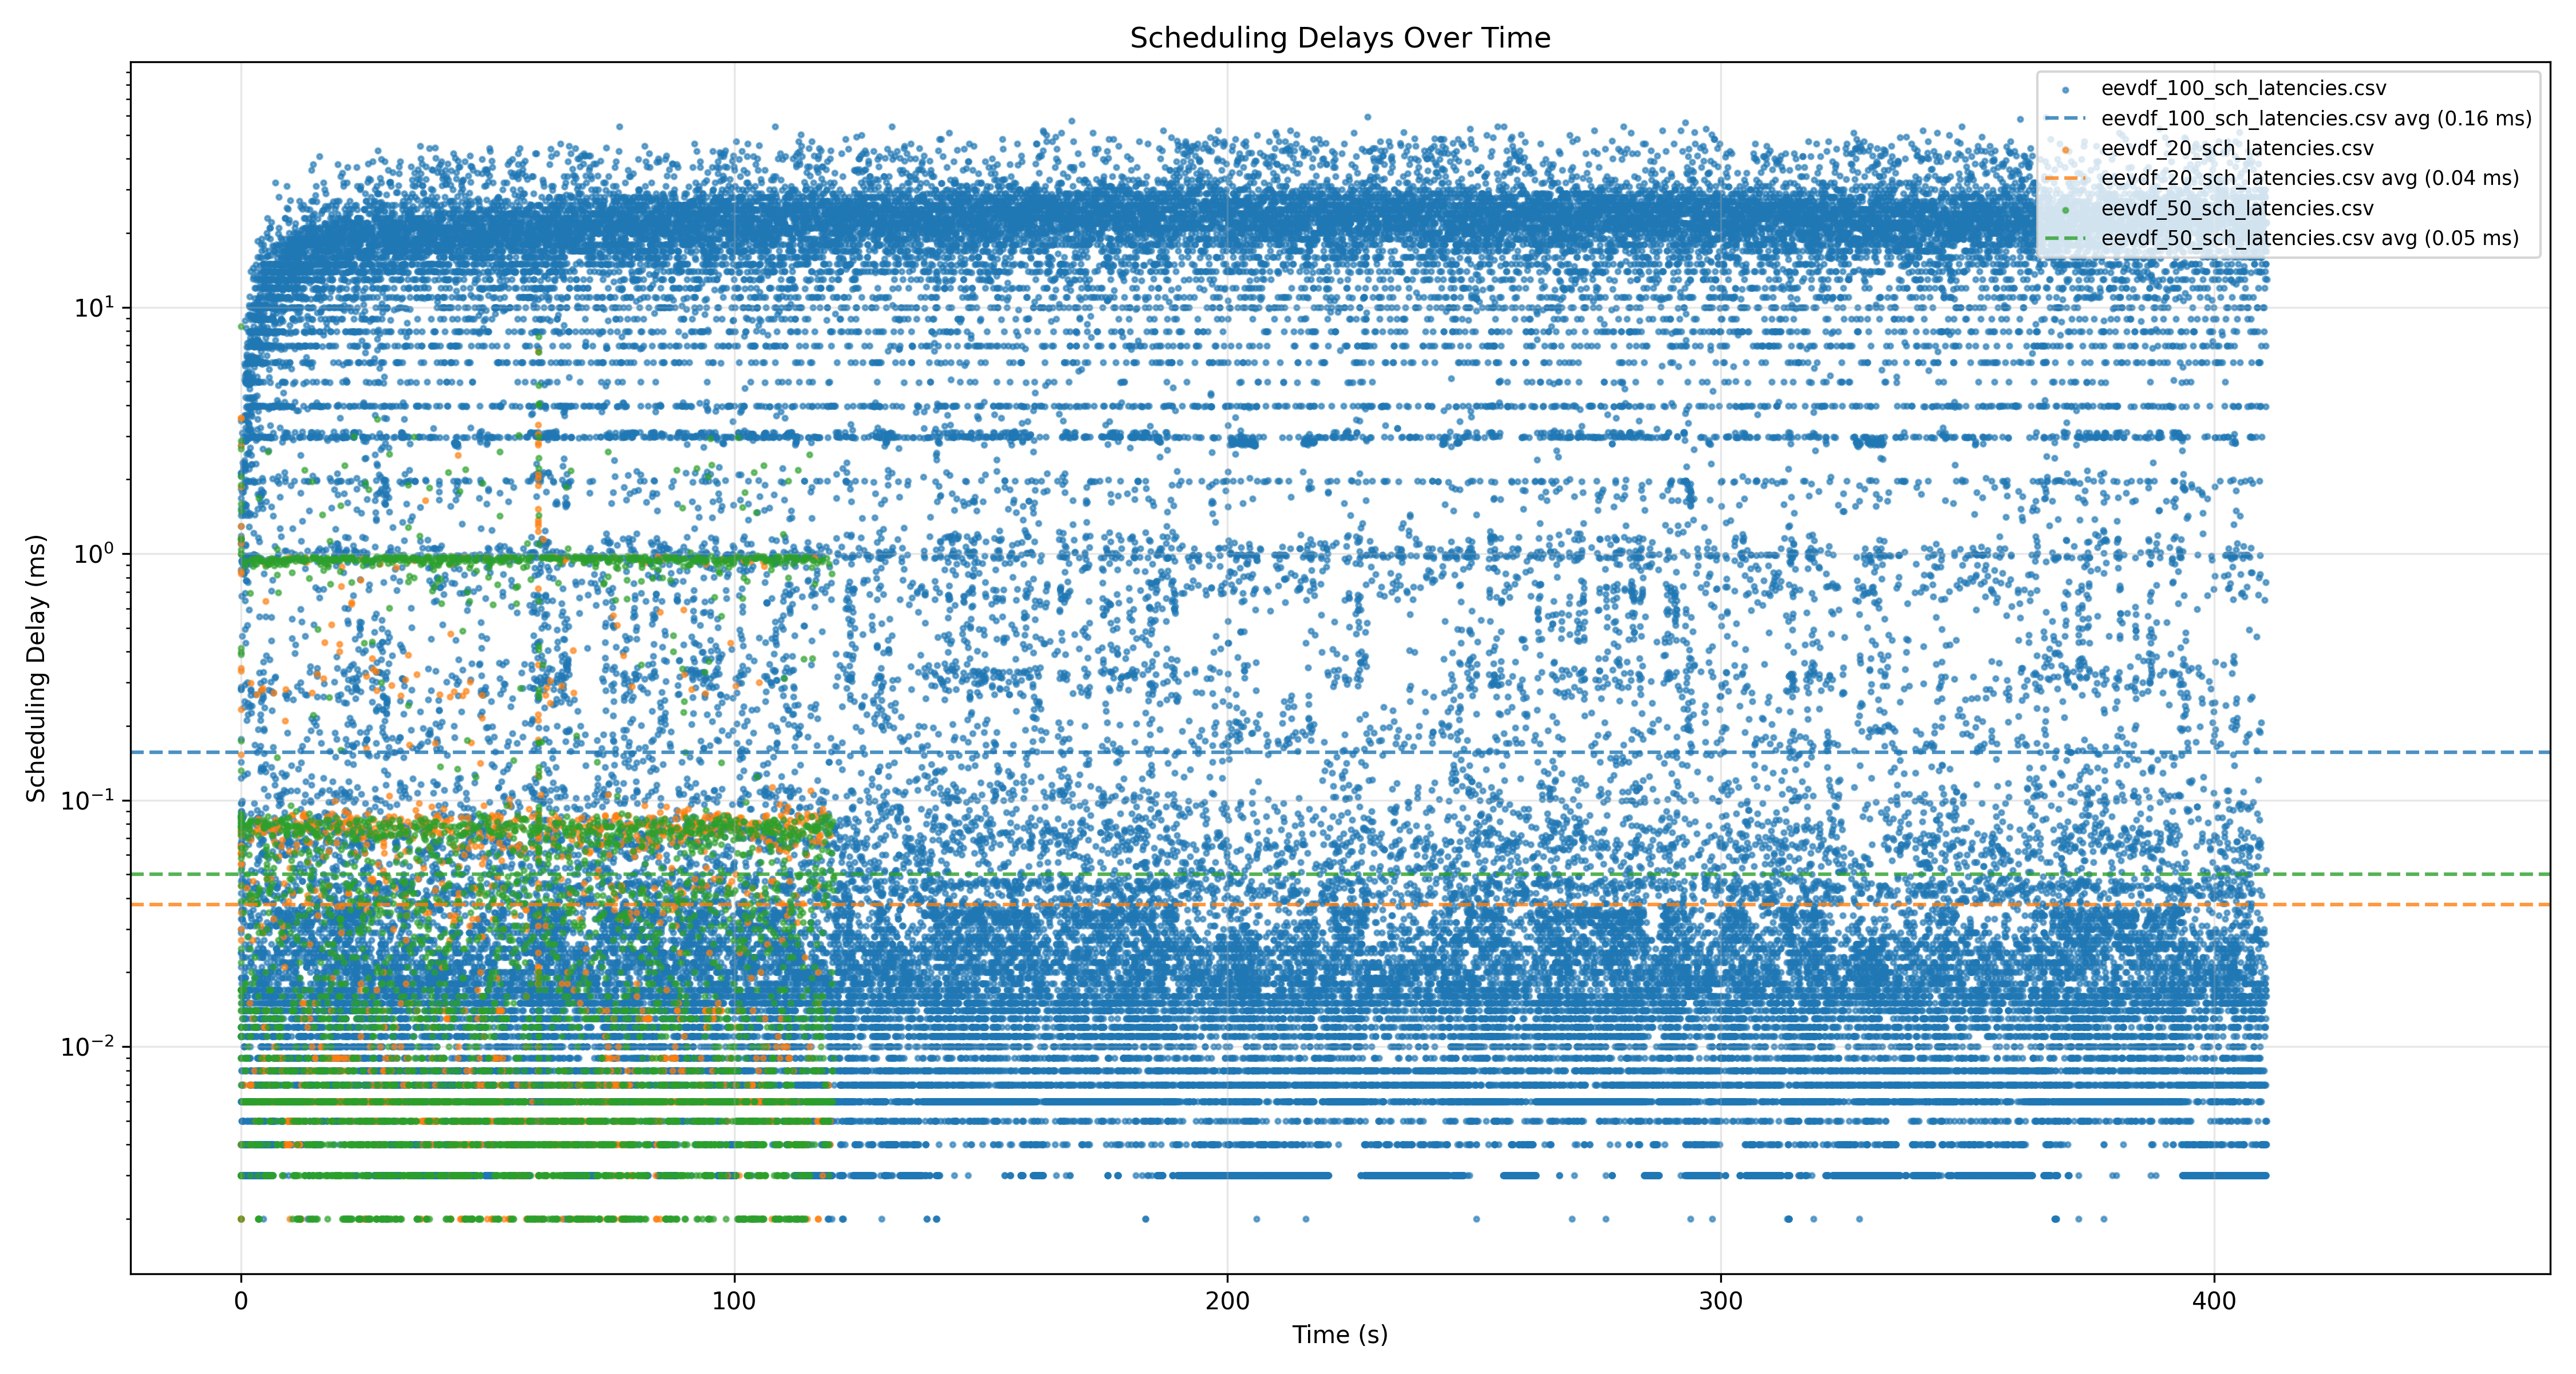 Scheduling Delays Over Time
eevdf_100_sch_latencies.csv
eevdf_100_sch_latencies.csv avg (0.16 ms)
eevdf_20_sch_latencies.csv
eevdf_20_sch_latencies.csv avg (0.04 ms)
eevdf_50_sch_latencies.csv
eevdf_50_sch_latencies.csv avg (0.05 ms)
Scheduling Delay (ms)
10¹
10⁰
10⁻¹
10⁻²
0 100 200 300 400
Time (s)